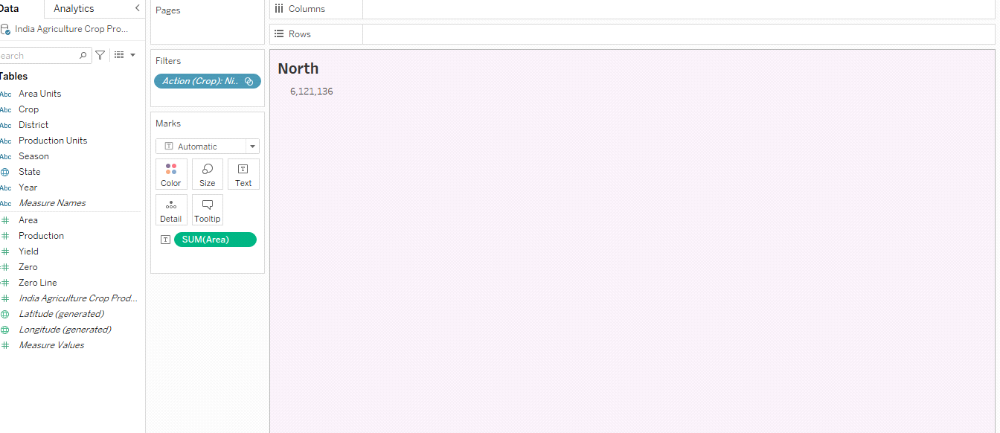 Data
Analytics
India Agriculture Crop Pro...
Search
Tables
Abc Area Units
Abc Crop
Abc District
Abc Production Units
Abc Season
State
Abc Year
Abc Measure Names
Area
Production
Yield
Zero
Zero Line
India Agriculture Crop Prod...
Latitude (generated)
Longitude (generated)
Measure Values
Pages
Filters
Action (Crop): Ni..
Marks
T Automatic
Color
Size
T
Text
Detail
Tooltip
T SUM(Area)
Columns
Rows
North
6,121,136